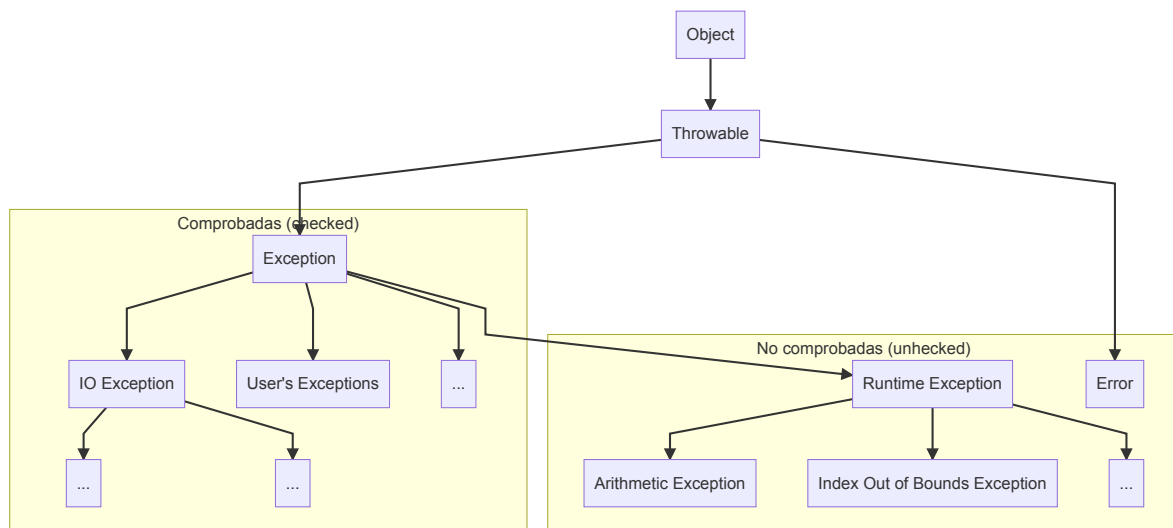 Object
Throwable
Comprobadas (checked)
Exception
IO Exception
User's Exceptions
...
...
...
No comprobadas (unhecked)
Runtime Exception
Error
Arithmetic Exception
Index Out of Bounds Exception
...